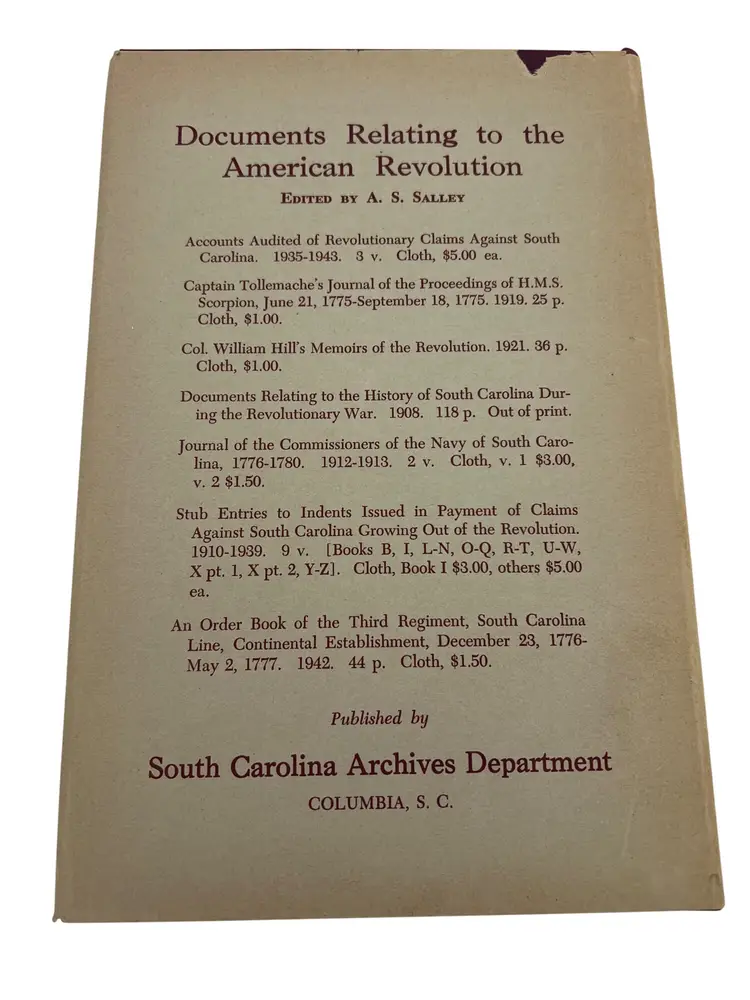 Documents Relating to the
American Revolution
EDITED BY A. S. SALLEY
Accounts Audited of Revolutionary Claims Against South
Carolina. 1935-1943. 3 v. Cloth, $5.00 ea.
Captain Tollemache's Journal of the Proceedings of H.M.S.
Scorpion, June 21, 1775-September 18, 1775. 1919. 25 p.
Cloth, $1.00.
Col. William Hill's Memoirs of the Revolution. 1921. 36 p.
Cloth, $1.00.
Documents Relating to the History of South Carolina Dur-
ing the Revolutionary War. 1908. 118 p. Out of print.
Journal of the Commissioners of the Navy of South Caro-
lina, 1776-1780. 1912-1913. 2 v. Cloth, v. 1 $3.00,
v. 2 $1.50.
Stub Entries to Indents Issued in Payment of Claims
Against South Carolina Growing Out of the Revolution.
1910-1939. 9 v. [Books B, I, L-N, O-Q, R-T, U-W,
X pt. 1, X pt. 2, Y-Z]. Cloth, Book I $3.00, others $5.00
ea.
An Order Book of the Third Regiment, South Carolina
Line, Continental Establishment, December 23, 1776-
May 2, 1777. 1942. 44 p. Cloth, $1.50.
Published by
South Carolina Archives Department
COLUMBIA, S. C.